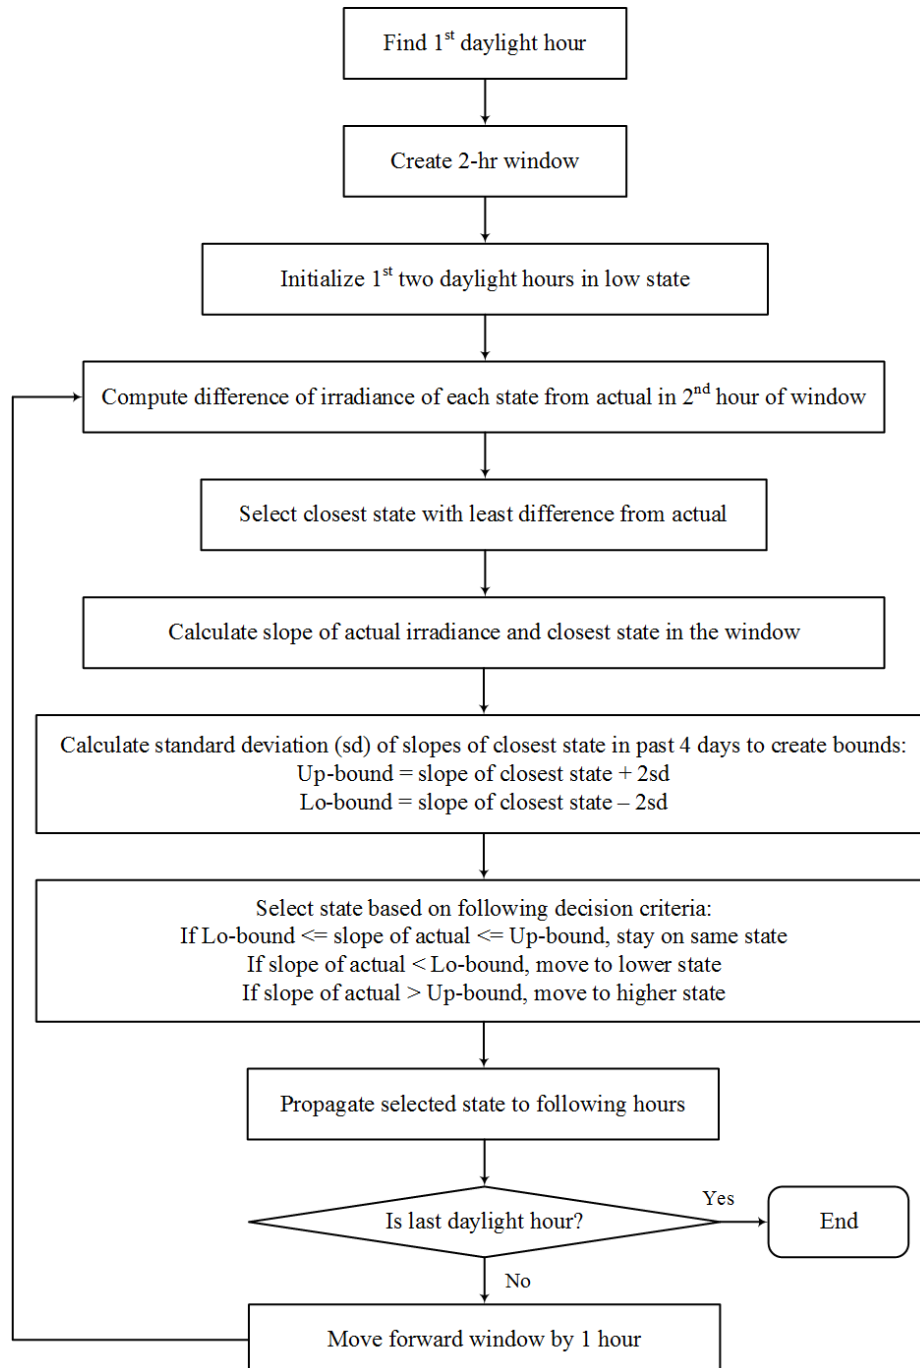 Find 1st daylight hour
Create 2-hr window
Initialize 1st two daylight hours in low state
Compute difference of irradiance of each state from actual in 2nd hour of window
Select closest state with least difference from actual
Calculate slope of actual irradiance and closest state in the window
Calculate standard deviation (sd) of slopes of closest state in past 4 days to create bounds:
Up-bound = slope of closest state + 2sd
Lo-bound = slope of closest state – 2sd
Select state based on following decision criteria:
If Lo-bound <= slope of actual <= Up-bound, stay on same state
If slope of actual < Lo-bound, move to lower state
If slope of actual > Up-bound, move to higher state
Propagate selected state to following hours
Is last daylight hour?
Yes
End
No
Move forward window by 1 hour